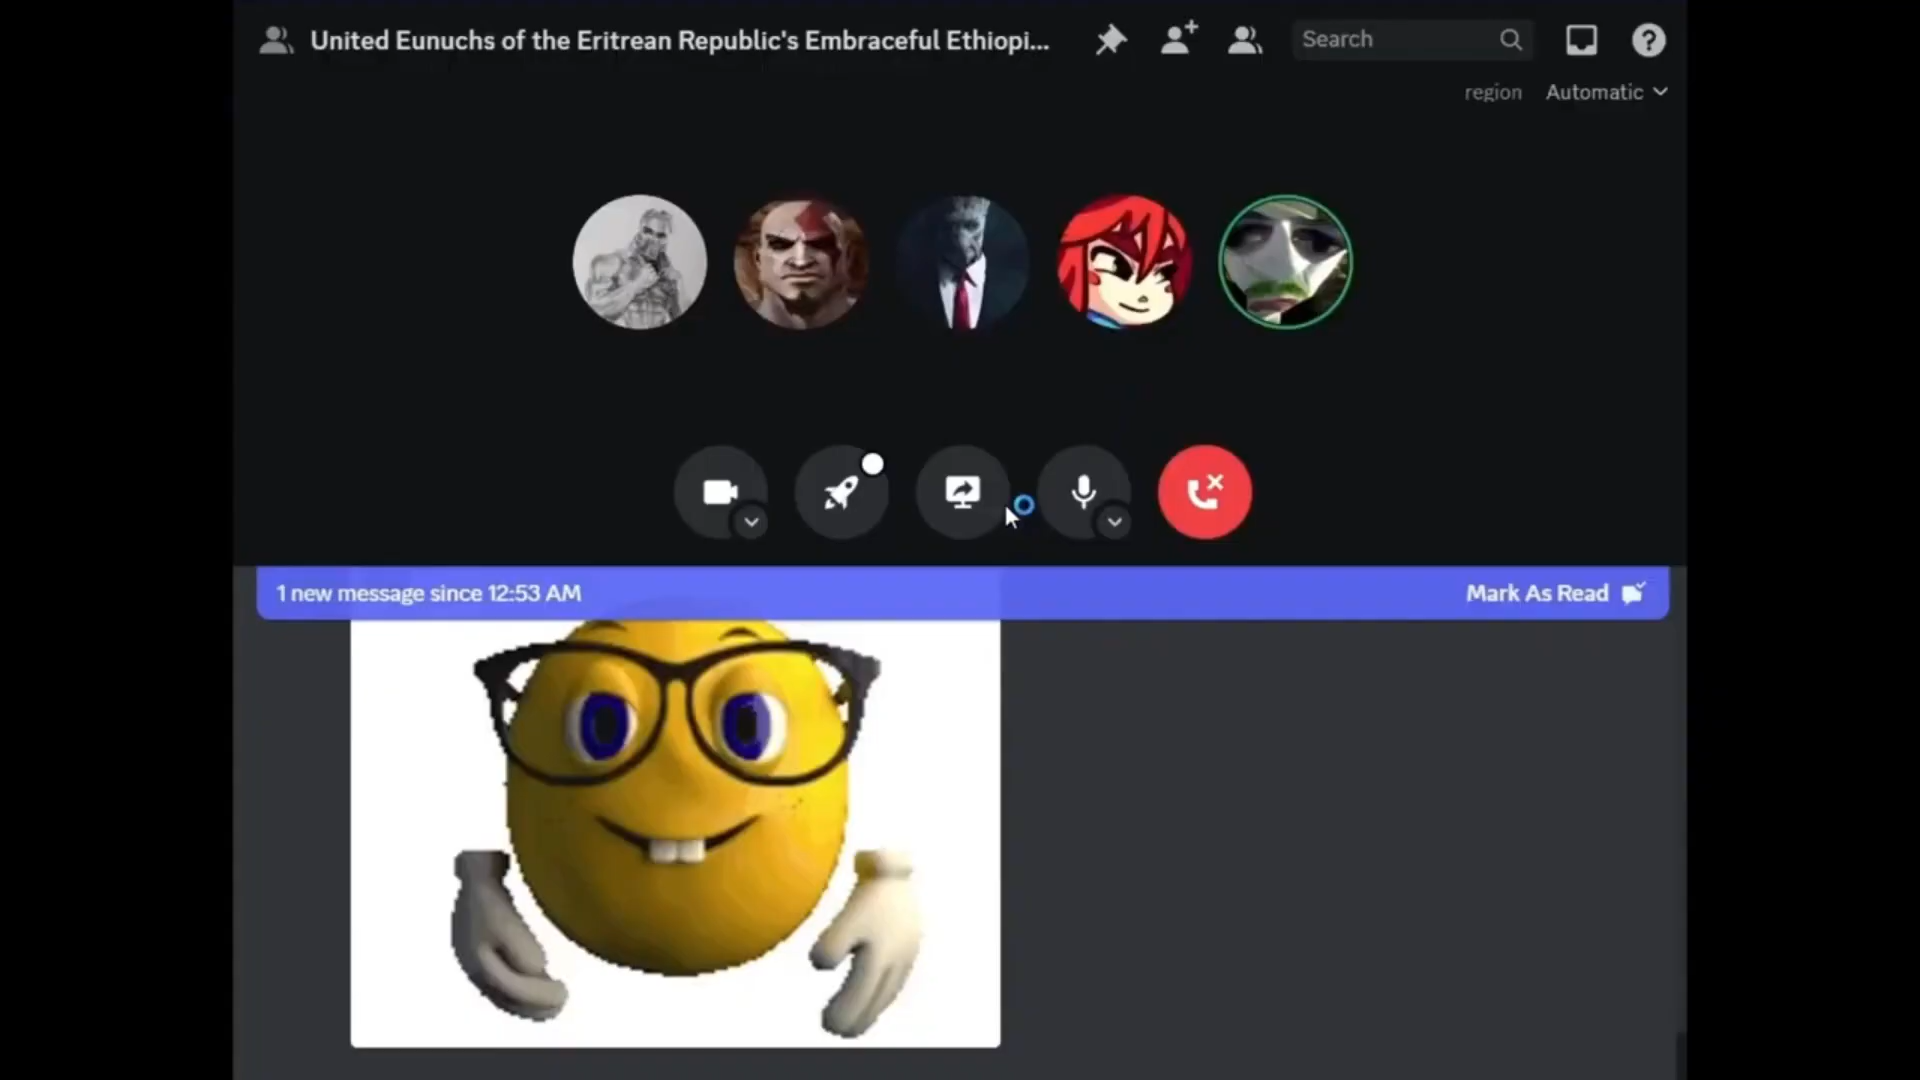 United Eunuchs of the Eritrean Republic's Embraceful Ethiopi...
Search
region Automatic
1 new message since 12:53 AM
Mark As Read